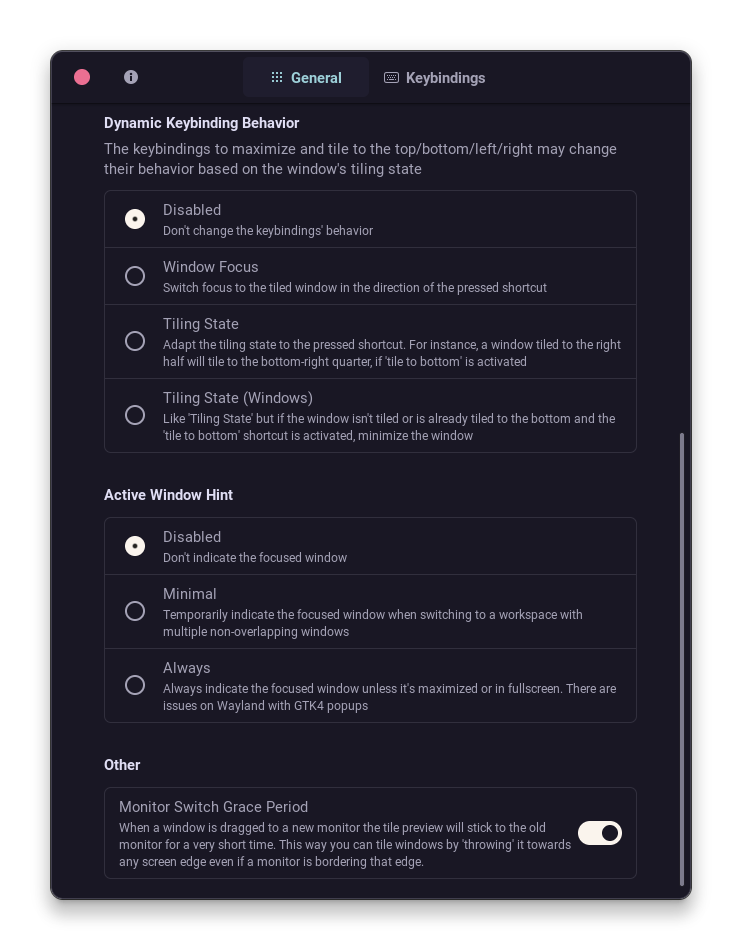 General
Keybindings
Dynamic Keybinding Behavior
The keybindings to maximize and tile to the top/bottom/left/right may change
their behavior based on the window's tiling state
Disabled
Don't change the keybindings' behavior
Window Focus
Switch focus to the tiled window in the direction of the pressed shortcut
Tiling State
Adapt the tiling state to the pressed shortcut. For instance, a window tiled to the right
half will tile to the bottom-right quarter, if 'tile to bottom' is activated
Tiling State (Windows)
Like 'Tiling State' but if the window isn't tiled or is already tiled to the bottom and the
'tile to bottom' shortcut is activated, minimize the window
Active Window Hint
Disabled
Don't indicate the focused window
Minimal
Temporarily indicate the focused window when switching to a workspace with
multiple non-overlapping windows
Always
Always indicate the focused window unless it's maximized or in fullscreen. There are
issues on Wayland with GTK4 popups
Other
Monitor Switch Grace Period
When a window is dragged to a new monitor the tile preview will stick to the old
monitor for a very short time. This way you can tile windows by 'throwing' it towards
any screen edge even if a monitor is bordering that edge.